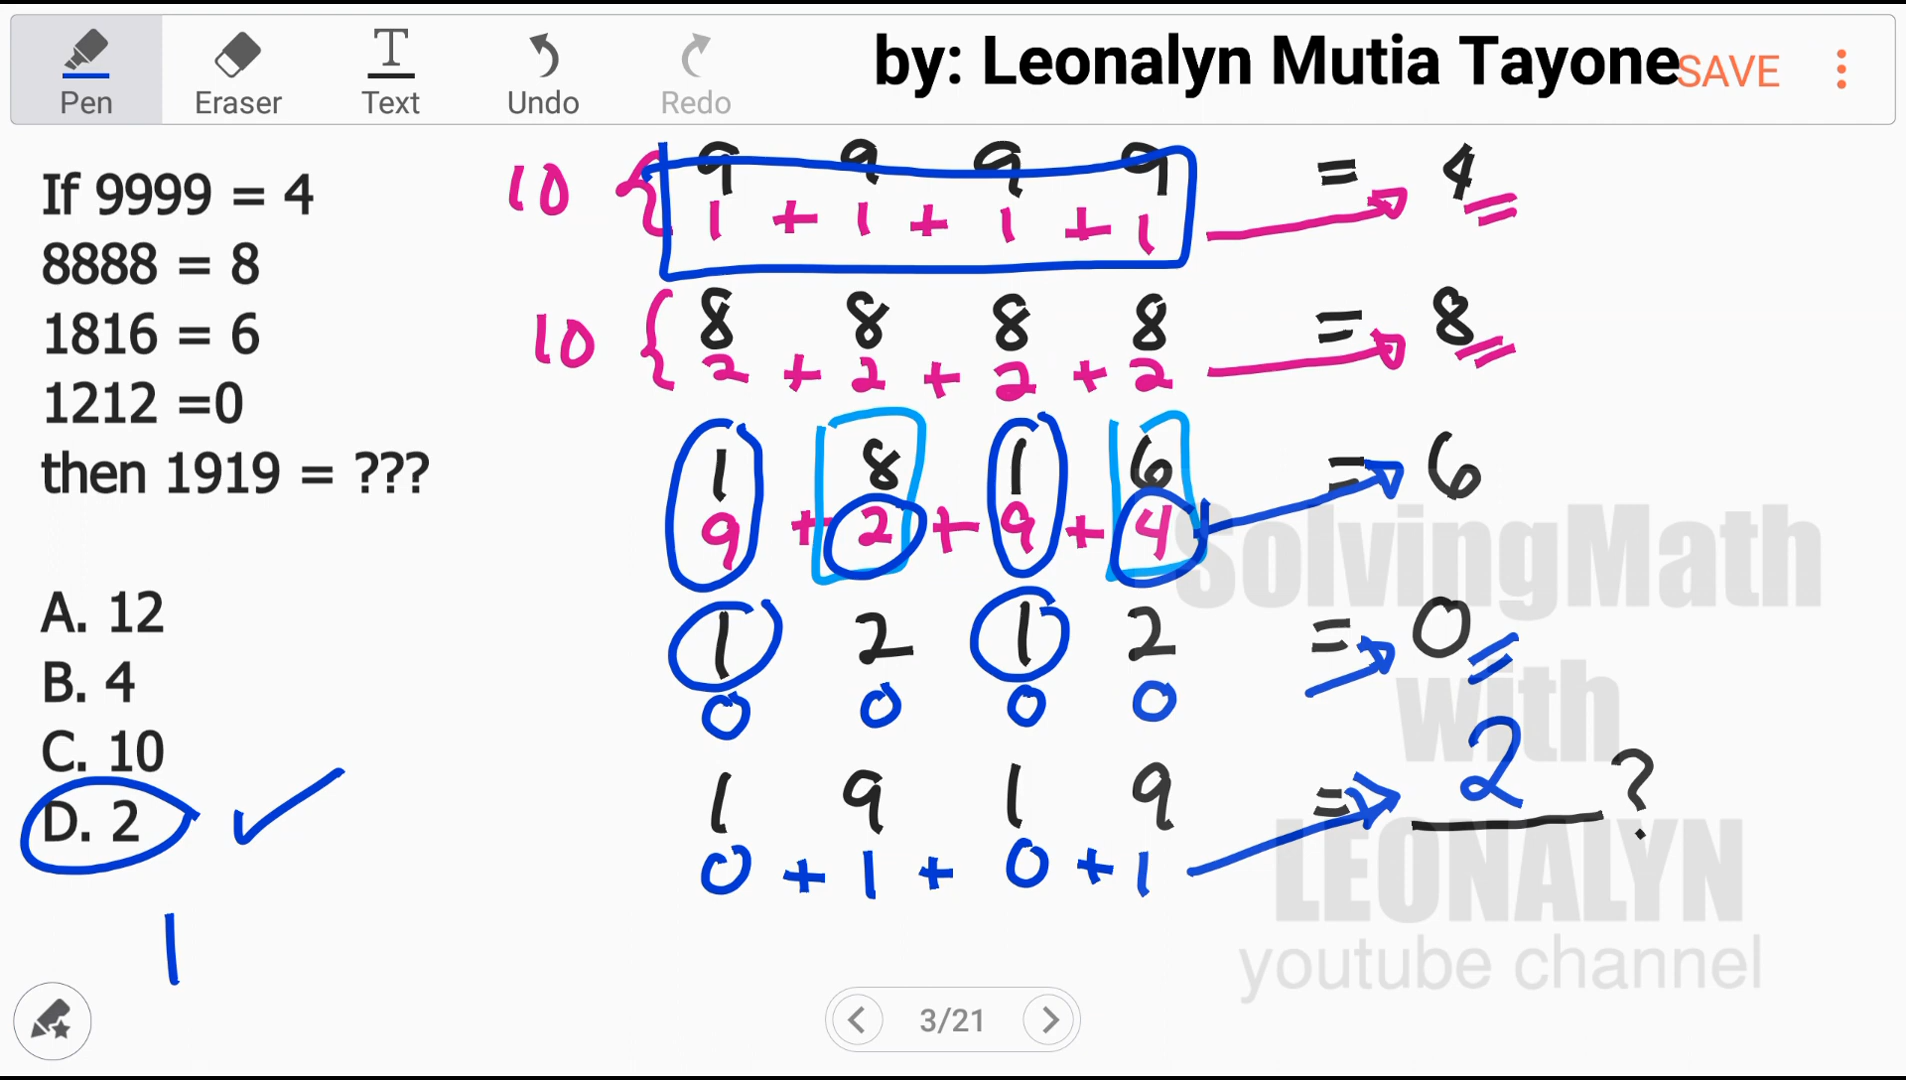 Pen Eraser Text Undo Redo by: Leonalyn Mutia Tayone SAVE
If 9999 = 4
8888 = 8
1816 = 6
1212 =0
then 1919 = ???
A. 12
B. 4
C. 10
D. 2
1
10 { 9 9 9 9 = 4
1 + 1 + 1 + 1
10 { 8 8 8 8 = 8
2 + 2 + 2 + 2
1 8 1 6 = 6
9 + 2 + 9 + 4
1 2 1 2 = 0
0 0 0 0
1 9 1 9 = 2 ?
0 + 1 + 0 + 1
SolvingMath
with
LEONALYN
youtube channel
3/21